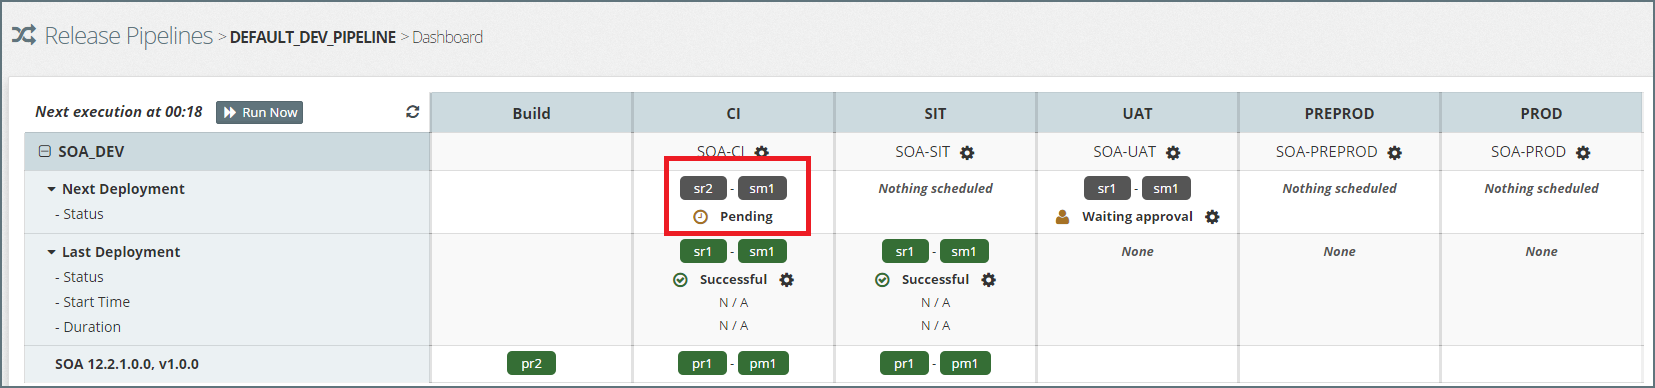 Release Pipelines > DEFAULT_DEV_PIPELINE > Dashboard
Next execution at 00:18 Run Now Build CI SIT UAT PREPROD PROD
SOA_DEV SOA-CI SOA-SIT SOA-UAT SOA-PREPROD SOA-PROD
Next Deployment sr2 - sm1 Nothing scheduled sr1 - sm1 Nothing scheduled Nothing scheduled
- Status Pending Waiting approval
Last Deployment sr1 - sm1 sr1 - sm1 None None None
- Status Successful Successful
- Start Time N / A N / A
- Duration N / A N / A
SOA 12.2.1.0.0, v1.0.0 pr2 pr1 - pm1 pr1 - pm1